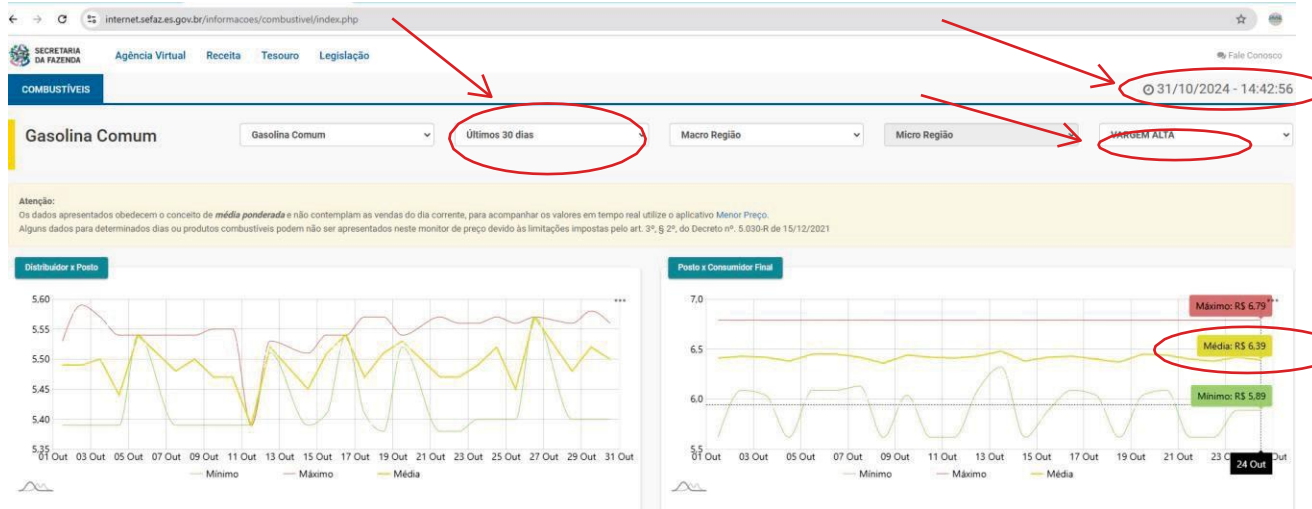 internet.sefaz.es.gov.br/informacoes/combustivel/index.php
SECRETARIA
DA FAZENDA
Agência Virtual Receita Tesouro Legislação
Fale Conosco
COMBUSTÍVEIS
31/10/2024 - 14:42:56
Gasolina Comum
Gasolina Comum
Últimos 30 dias
Macro Região
Micro Região
VARGEM ALTA
Atenção:
Os dados apresentados obedecem o conceito de média ponderada e não contemplam as vendas do dia corrente, para acompanhar os valores em tempo real utilize o aplicativo Menor Preço.
Alguns dados para determinados dias ou produtos combustíveis podem não ser apresentados neste monitor de preço devido às limitações impostas pelo art. 3º, § 2º, do Decreto nº. 5.030-R de 15/12/2021
Distribuidor x Posto
5.60
5.55
5.50
5.45
5.40
5.35
01 Out 03 Out 05 Out 07 Out 09 Out 11 Out 13 Out 15 Out 17 Out 19 Out 21 Out 23 Out 25 Out 27 Out 29 Out 31 Out
Mínimo Máximo Média
Posto x Consumidor Final
7.0
6.5
6.0
5.5
Máximo: R$ 6.79
Média: R$ 6.39
Mínimo: R$ 5.89
01 Out 03 Out 05 Out 07 Out 09 Out 11 Out 13 Out 15 Out 17 Out 19 Out 21 Out 23 Out
24 Out
Mínimo Máximo Média